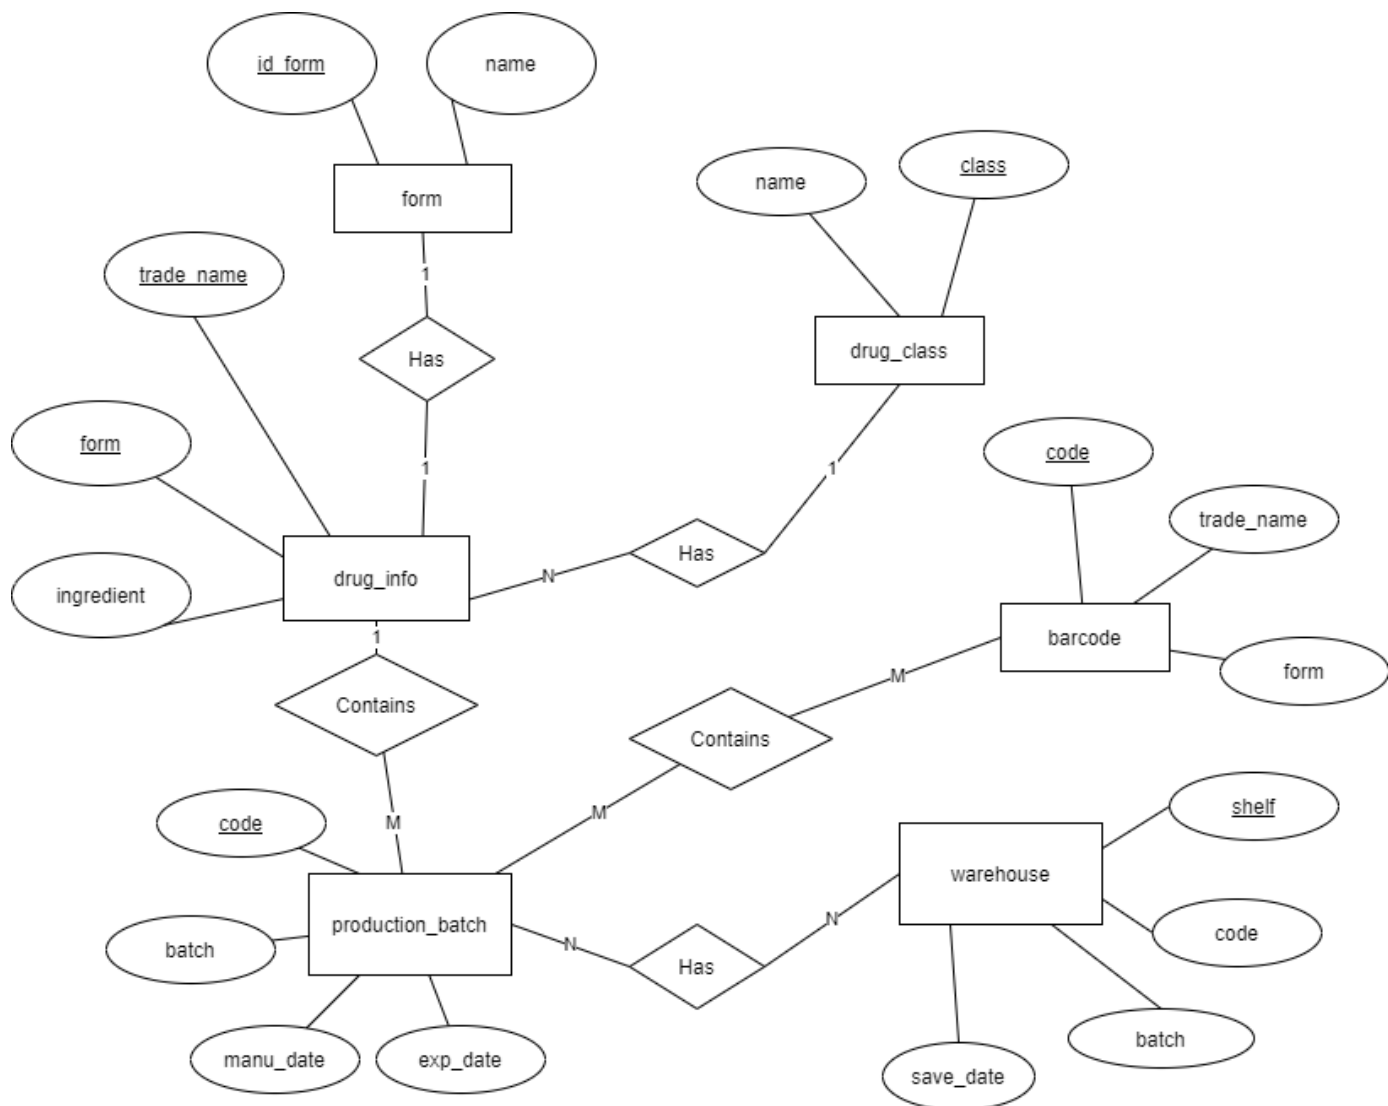 id_form
name
form
trade_name
name
class
drug_class
1
Has
form
1
1
code
trade_name
ingredient
drug_info
N
Has
barcode
form
1
Contains
M
Contains
code
M
M
shelf
warehouse
production_batch
batch
N
Has
N
code
manu_date
exp_date
save_date
batch